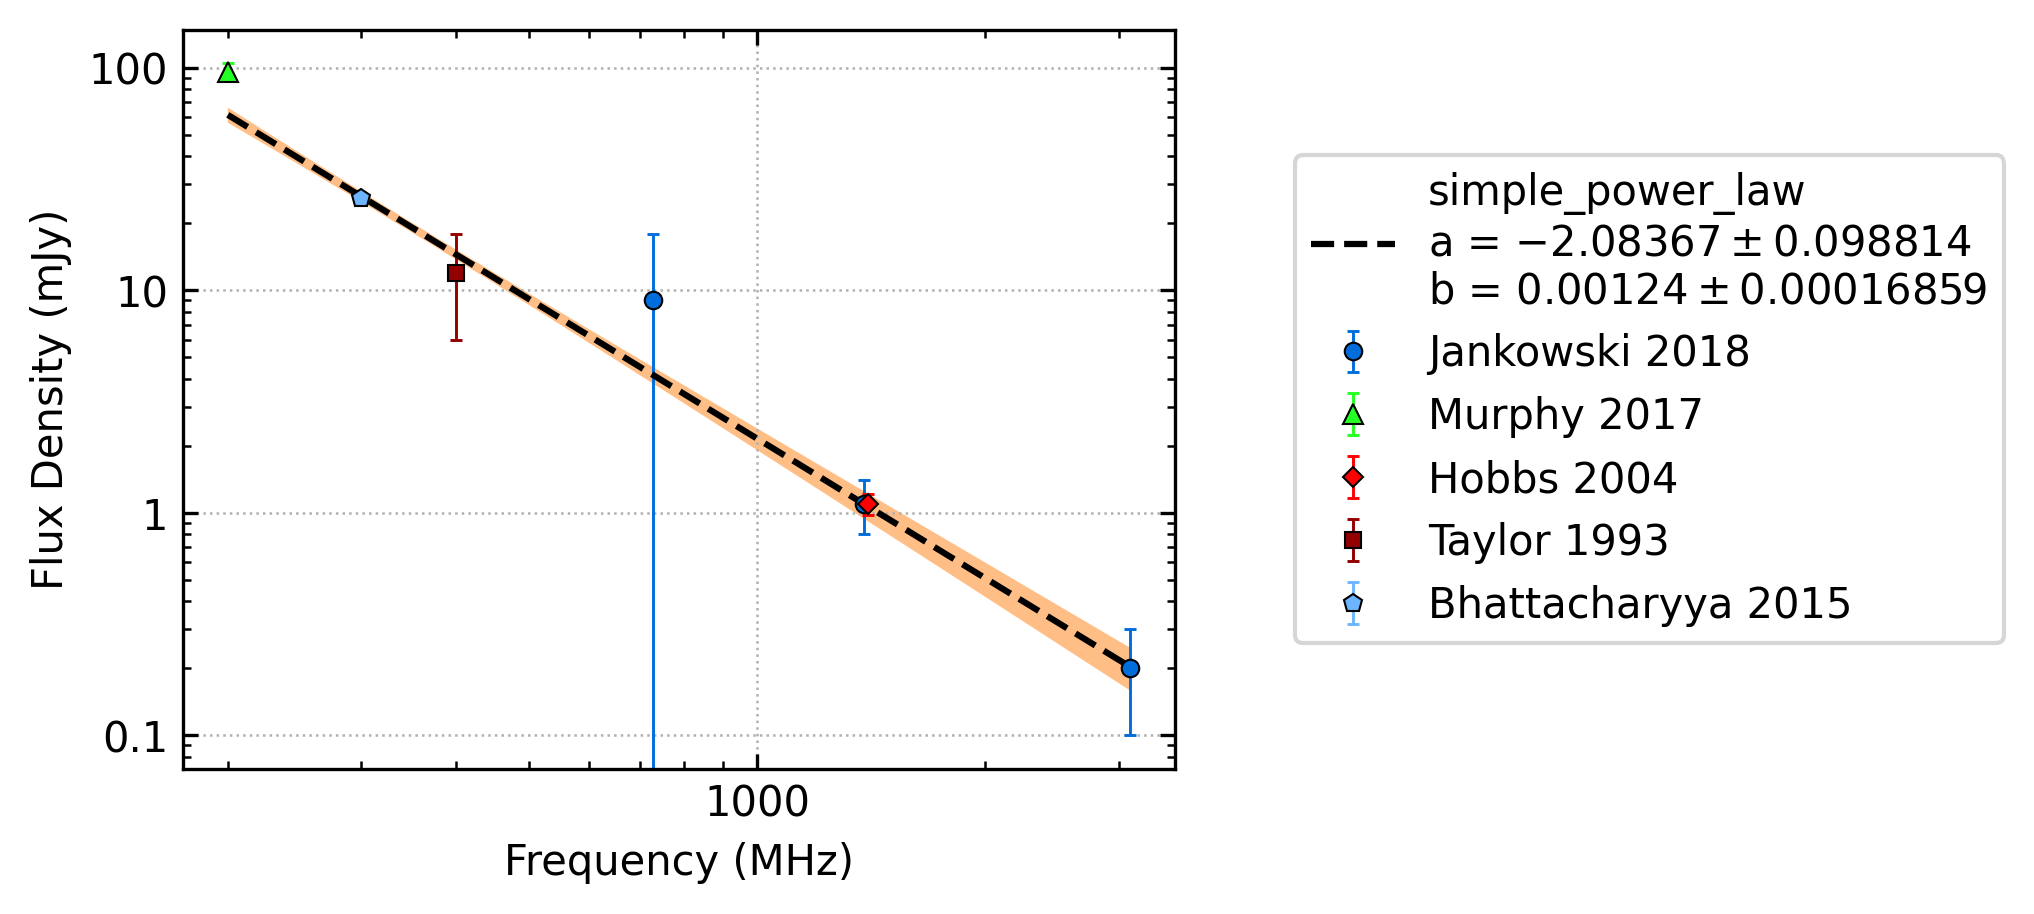 100
10
1
0.1
Flux Density (mJy)
1000
Frequency (MHz)
simple_power_law
a = −2.08367 ± 0.098814
b = 0.00124 ± 0.00016859
Jankowski 2018
Murphy 2017
Hobbs 2004
Taylor 1993
Bhattacharyya 2015